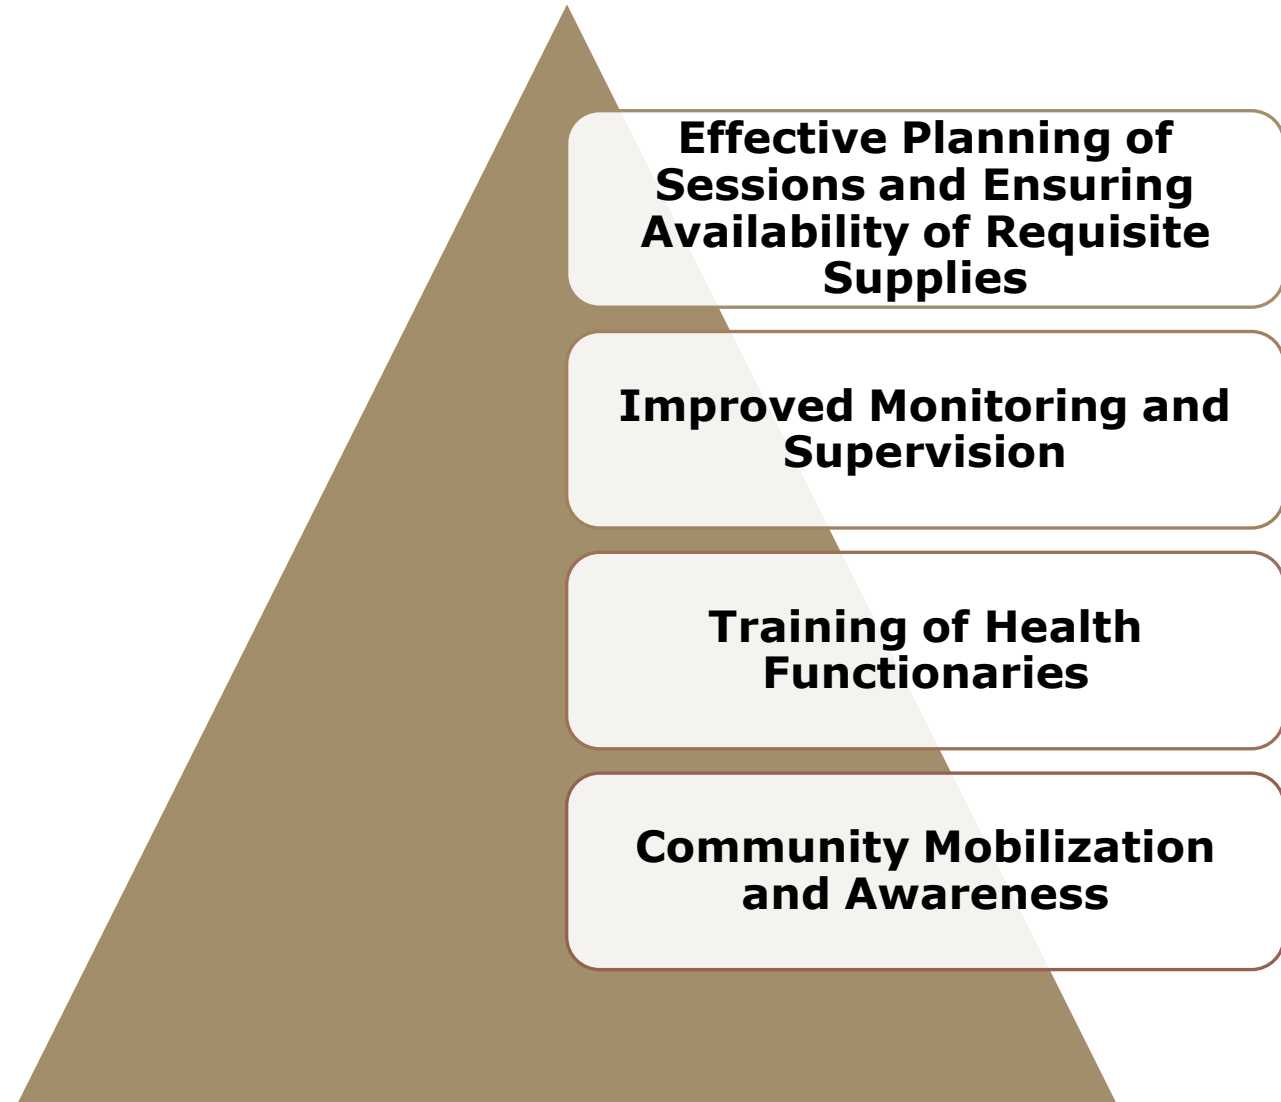 Effective Planning of
Sessions and Ensuring
Availability of Requisite
Supplies
Improved Monitoring and
Supervision
Training of Health
Functionaries
Community Mobilization
and Awareness